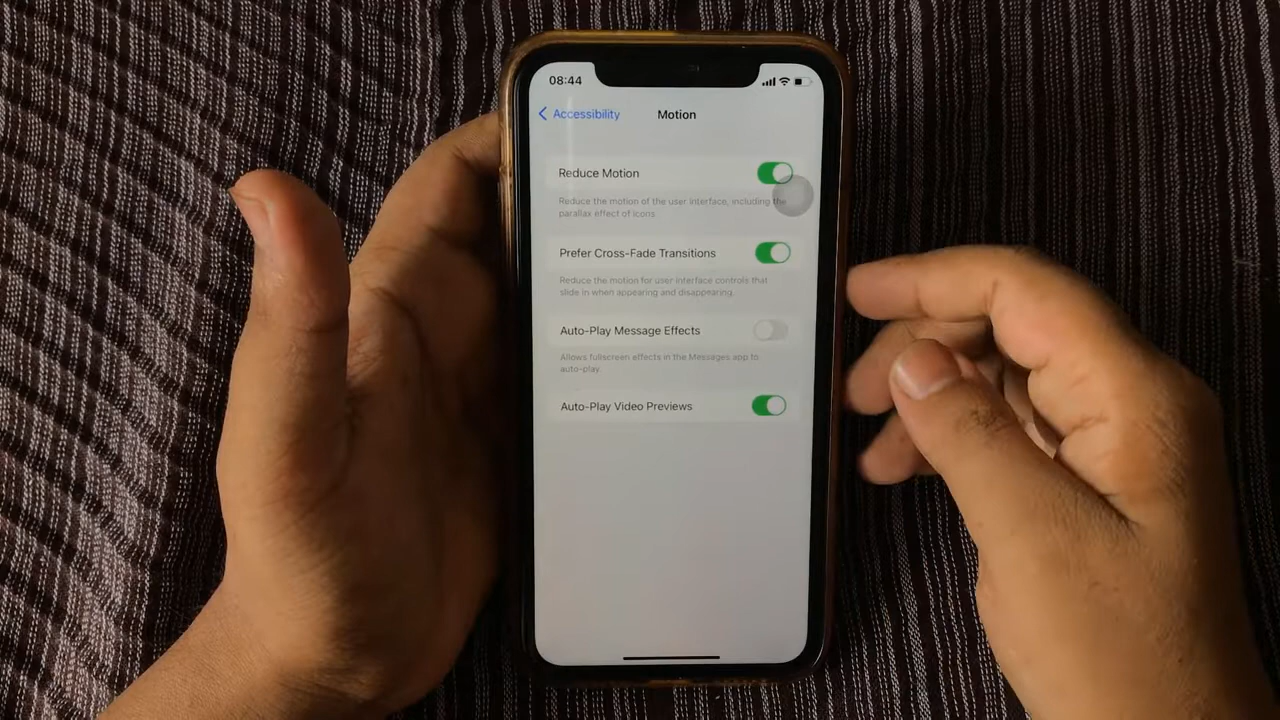 08:44
Accessibility
Motion
Reduce Motion
Reduce the motion of the user interface, including the
parallax effect of icons.
Prefer Cross-Fade Transitions
Reduce the motion for user interface controls that
slide in when appearing and disappearing.
Auto-Play Message Effects
Allows fullscreen effects in the Messages app to
auto-play.
Auto-Play Video Previews